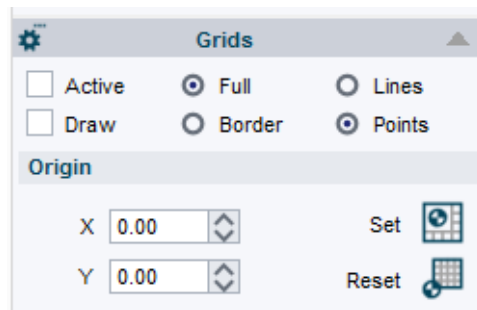 Grids
Active Full Lines
Draw Border Points
Origin
X 0.00 Set
Y 0.00 Reset